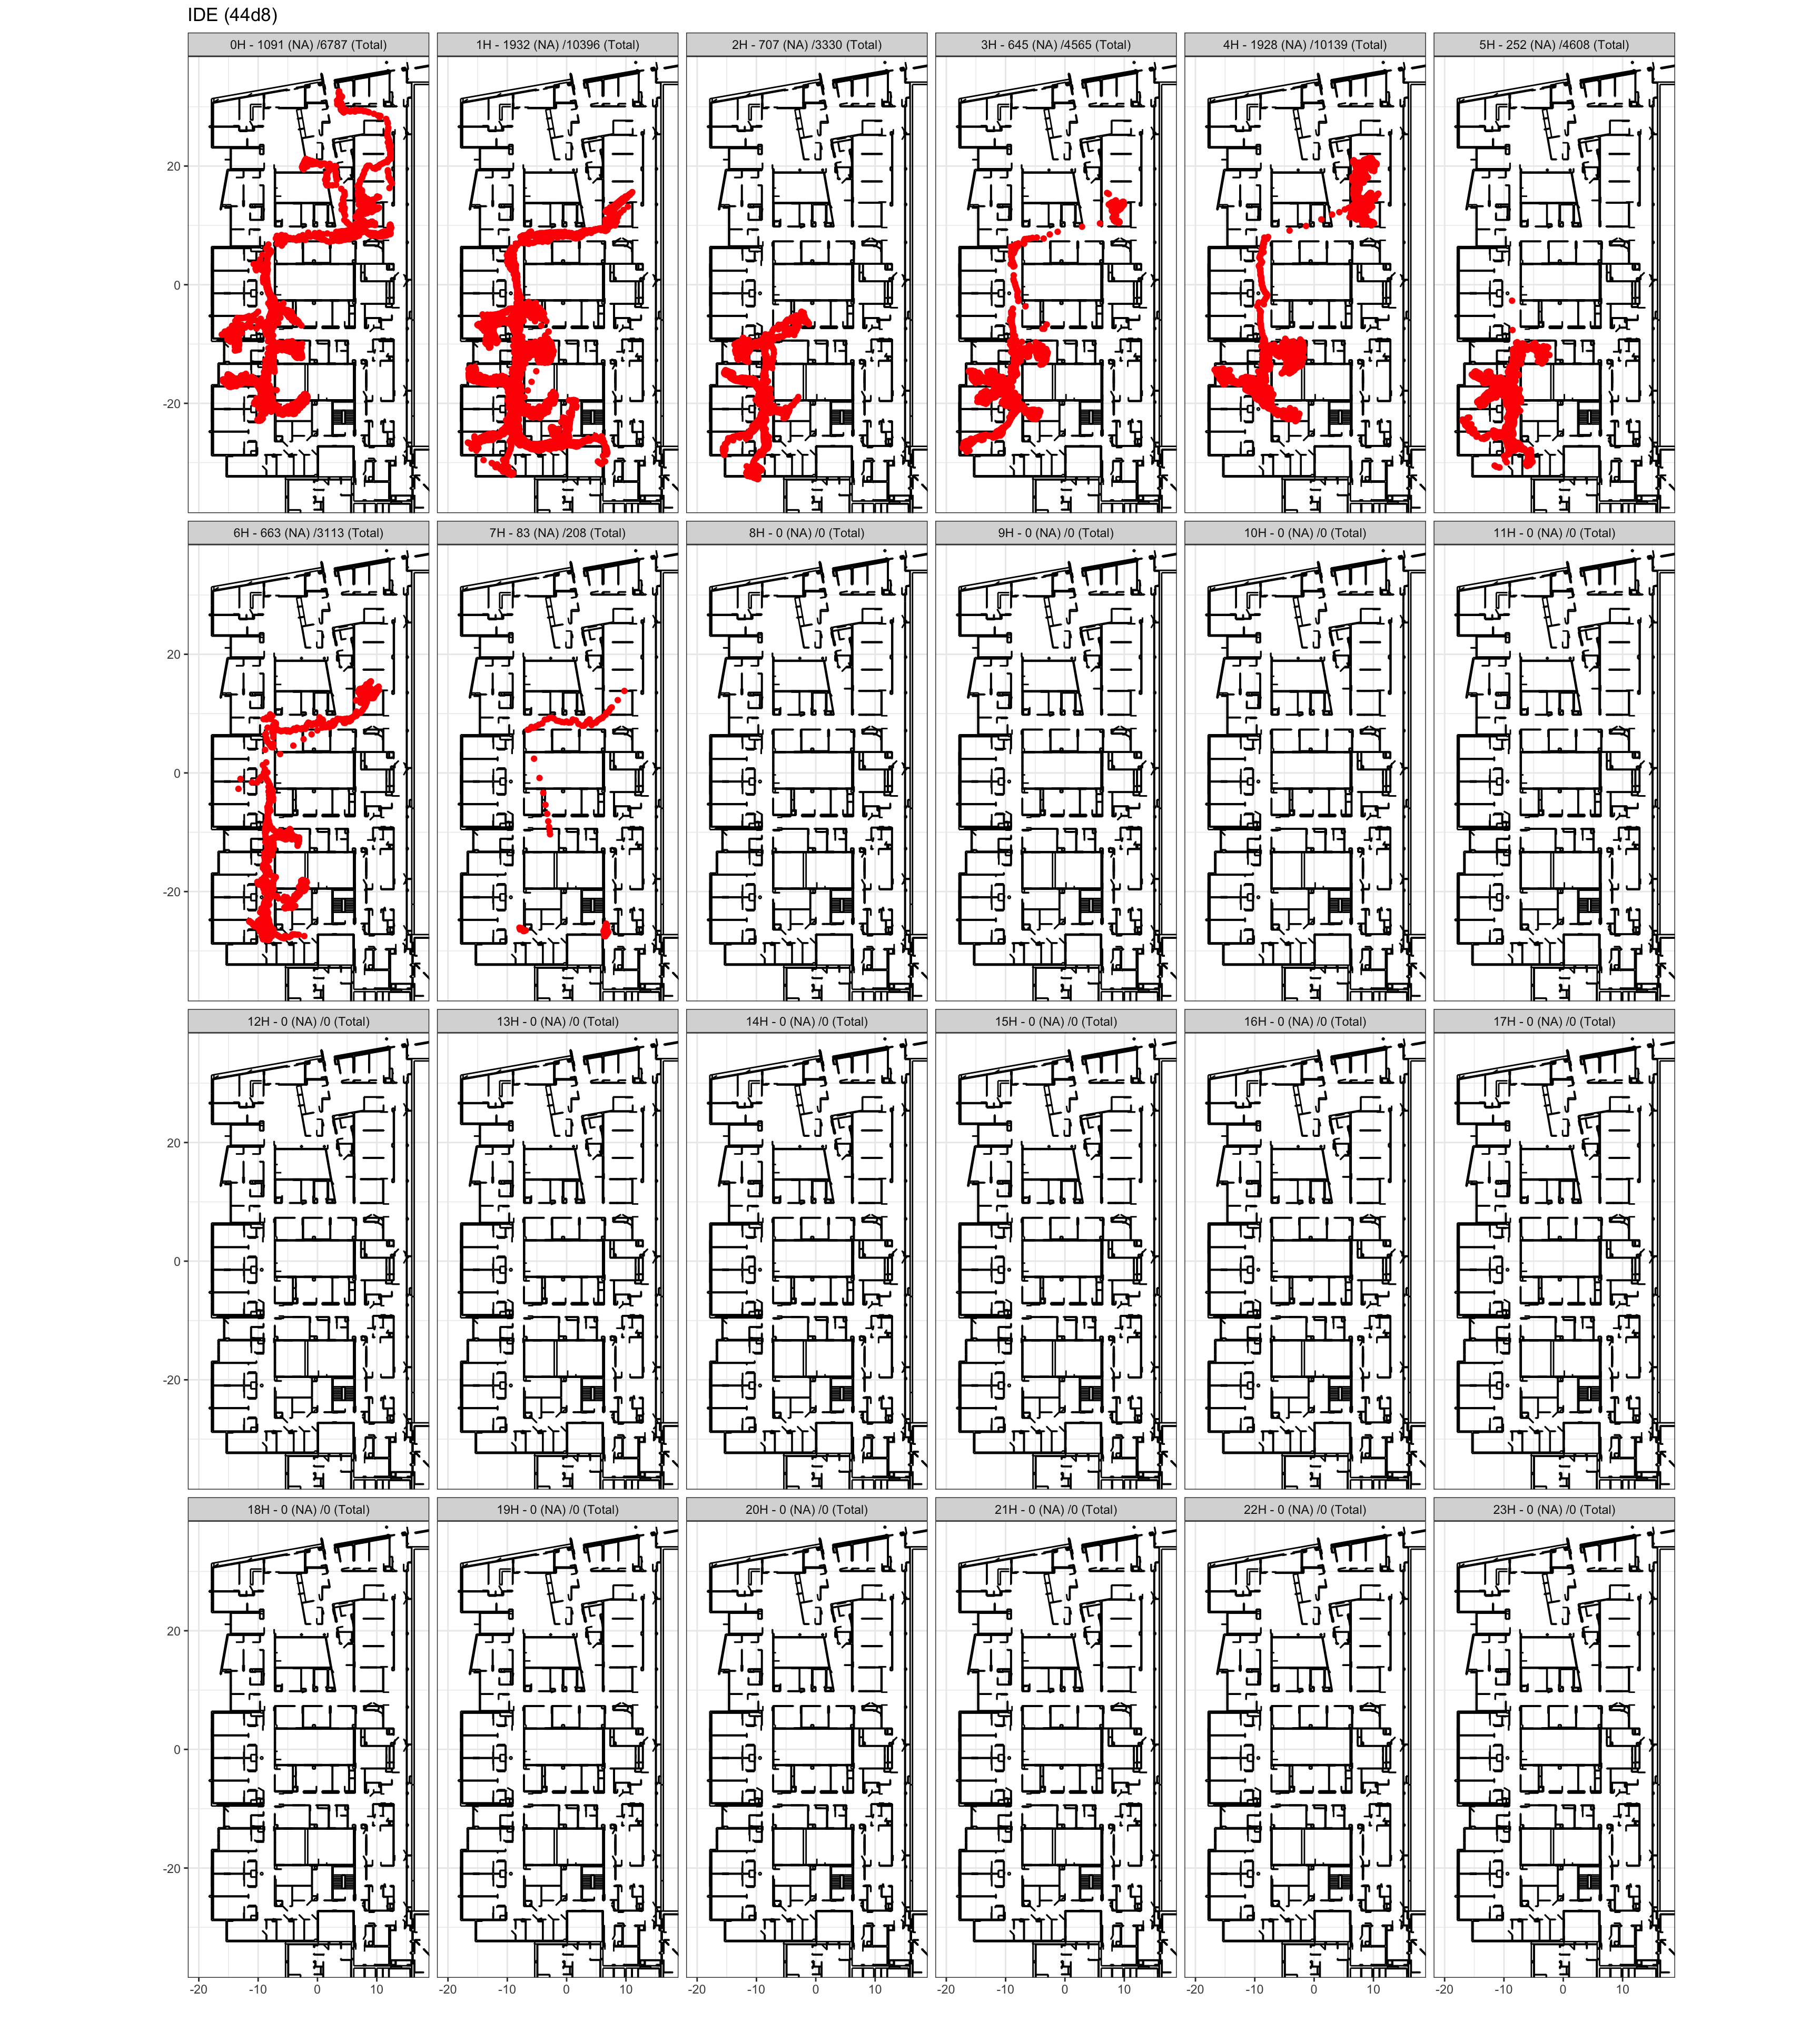 IDE (44d8)
0H - 1091 (NA) /6787 (Total) 1H - 1932 (NA) /10396 (Total) 2H - 707 (NA) /3330 (Total) 3H - 645 (NA) /4565 (Total) 4H - 1928 (NA) /10139 (Total) 5H - 252 (NA) /4608 (Total)
20
0
-20
6H - 663 (NA) /3113 (Total) 7H - 83 (NA) /208 (Total) 8H - 0 (NA) /0 (Total) 9H - 0 (NA) /0 (Total) 10H - 0 (NA) /0 (Total) 11H - 0 (NA) /0 (Total)
20
0
-20
12H - 0 (NA) /0 (Total) 13H - 0 (NA) /0 (Total) 14H - 0 (NA) /0 (Total) 15H - 0 (NA) /0 (Total) 16H - 0 (NA) /0 (Total) 17H - 0 (NA) /0 (Total)
20
0
-20
18H - 0 (NA) /0 (Total) 19H - 0 (NA) /0 (Total) 20H - 0 (NA) /0 (Total) 21H - 0 (NA) /0 (Total) 22H - 0 (NA) /0 (Total) 23H - 0 (NA) /0 (Total)
20
0
-20
-20 -10 0 10 -20 -10 0 10 -20 -10 0 10 -20 -10 0 10 -20 -10 0 10 -20 -10 0 10